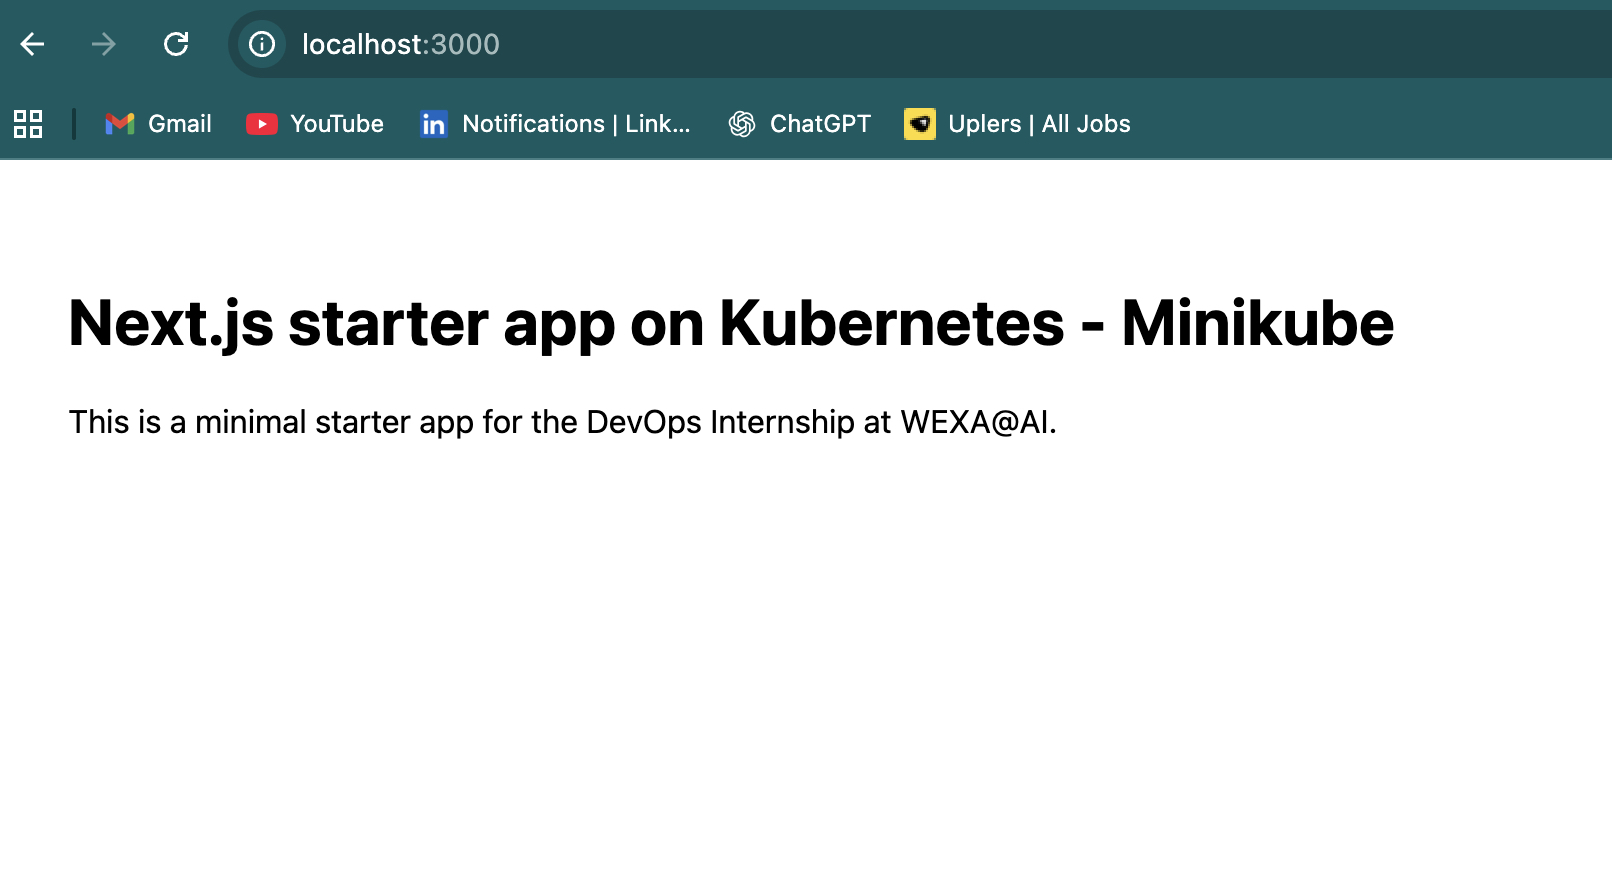 localhost:3000
Gmail YouTube Notifications | Link... ChatGPT Uplers | All Jobs
Next.js starter app on Kubernetes - Minikube
This is a minimal starter app for the DevOps Internship at WEXA@AI.